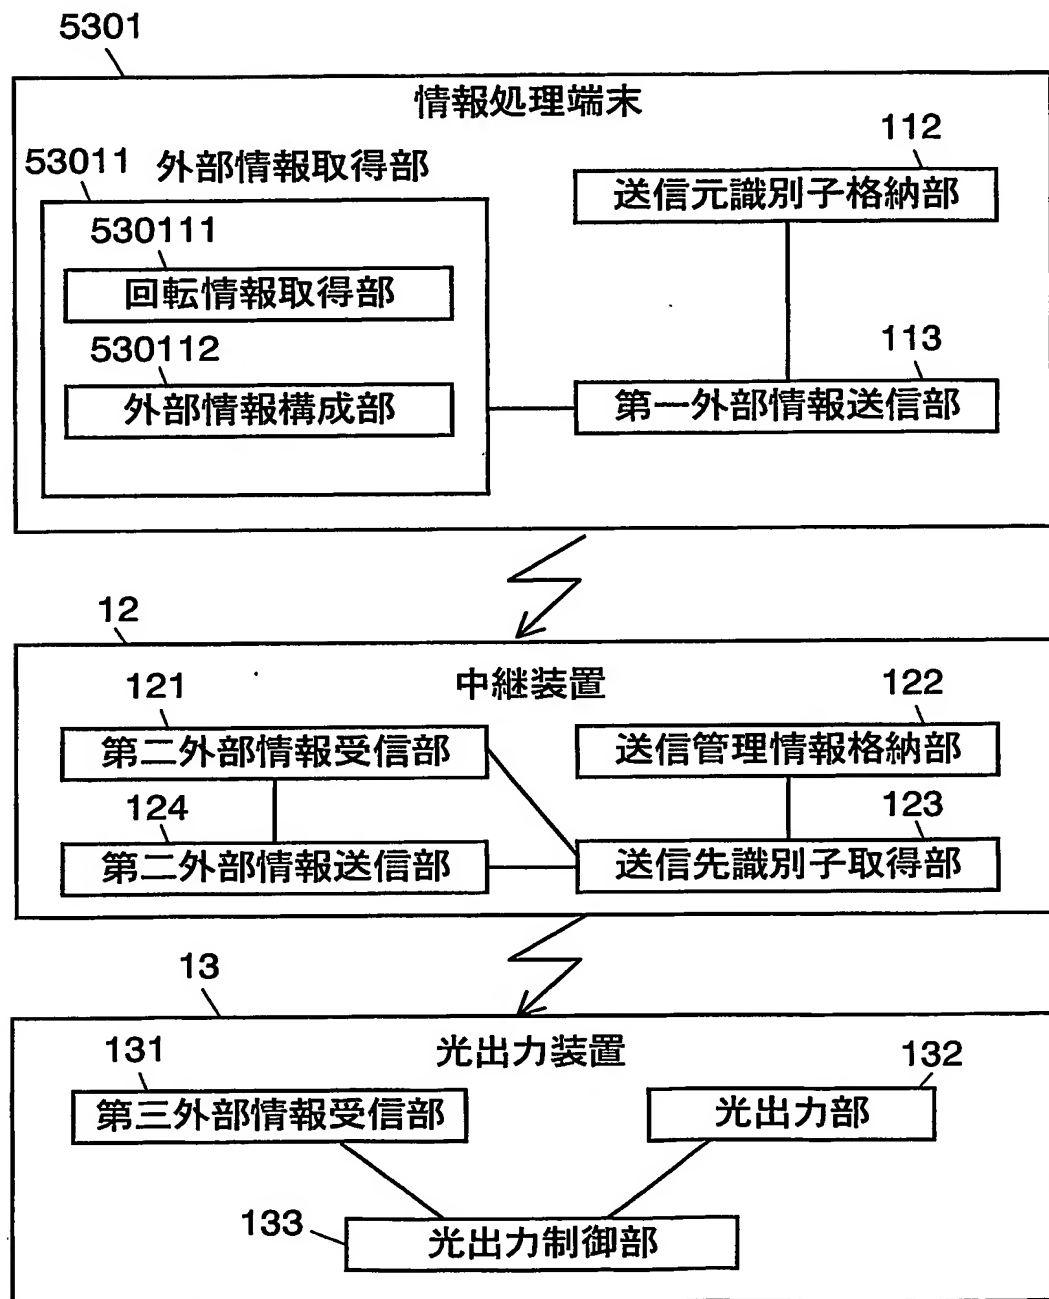 5301
情報処理端末
53011
外部情報取得部
112
送信元識別子格納部
530111
回転情報取得部
530112
外部情報構成部
113
第一外部情報送信部
12
中継装置
121
第二外部情報受信部
122
送信管理情報格納部
124
第二外部情報送信部
123
送信先識別子取得部
13
光出力装置
131
第三外部情報受信部
132
光出力部
133
光出力制御部